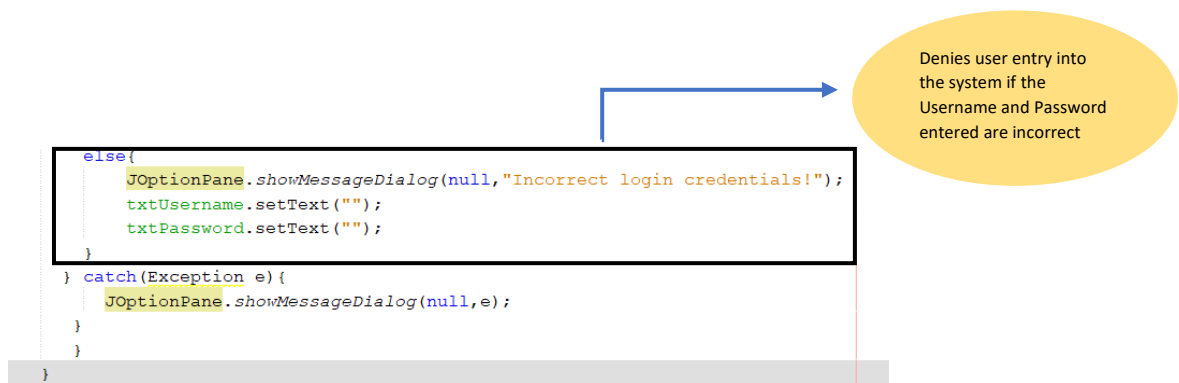 Denies user entry into
the system if the
Username and Password
entered are incorrect
else{
JOptionPane.showMessageDialog(null,"Incorrect login credentials!");
txtUsername.setText("");
txtPassword.setText("");
}
} catch(Exception e){
JOptionPane.showMessageDialog(null,e);
}
}
}